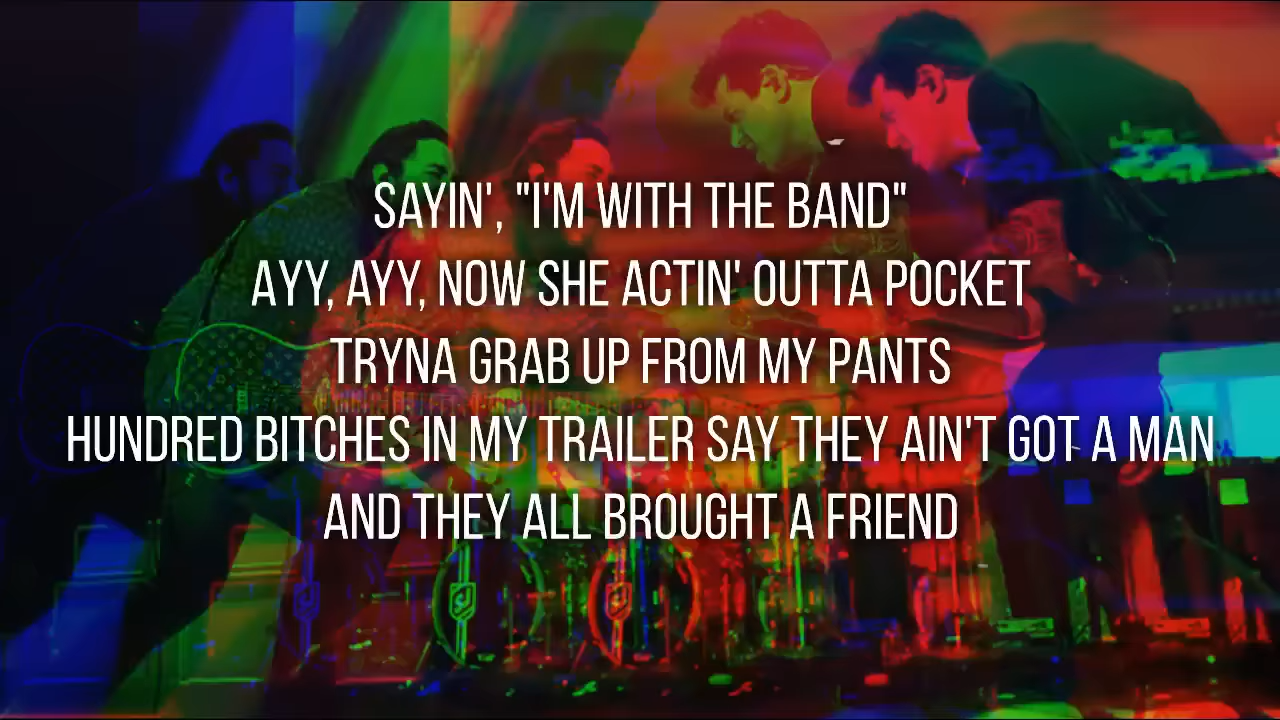 SAYIN', "I'M WITH THE BAND"
AYY, AYY, NOW SHE ACTIN' OUTTA POCKET
TRYNA GRAB UP FROM MY PANTS
HUNDRED BITCHES IN MY TRAILER SAY THEY AIN'T GOT A MAN
AND THEY ALL BROUGHT A FRIEND